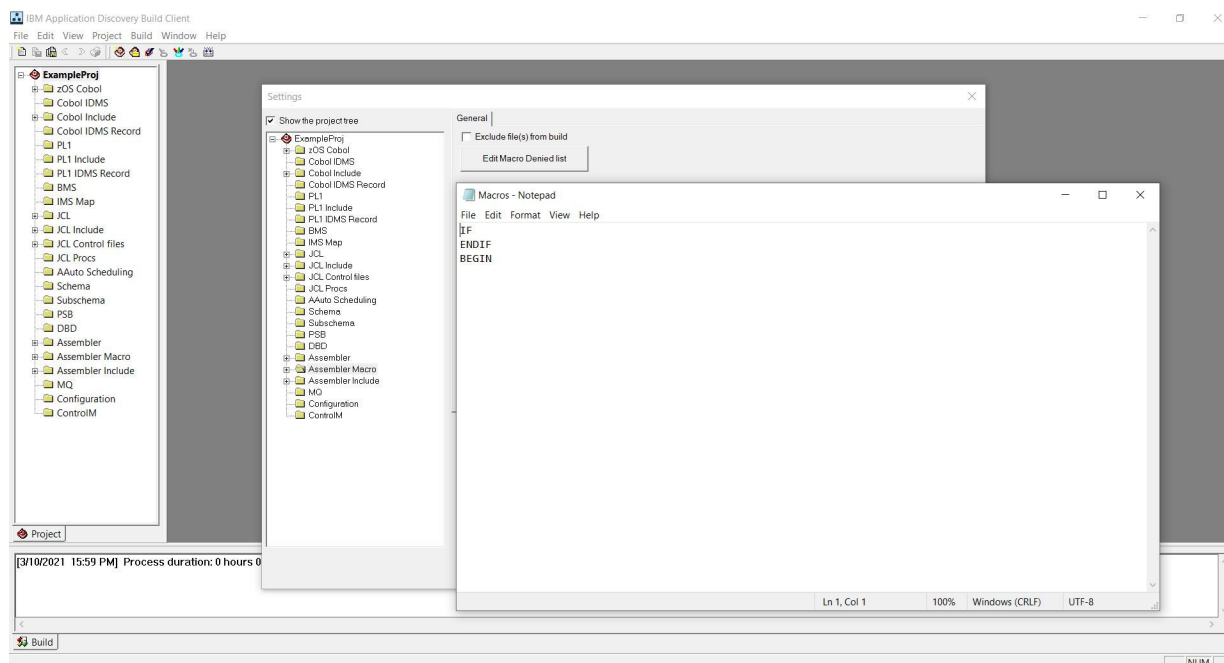 IBM Application Discovery Build Client
File Edit View Project Build Window Help
ExampleProj
zOS Cobol
Cobol IDMS
Cobol Include
Cobol IDMS Record
PL1
PL1 Include
PL1 IDMS Record
BMS
IMS Map
JCL
JCL Include
JCL Control files
JCL Procs
AAuto Scheduling
Schema
Subschema
PSB
DBD
Assembler
Assembler Macro
Assembler Include
MQ
Configuration
ControlM
Project
Settings
Show the project tree
ExampleProj
zOS Cobol
Cobol IDMS
Cobol Include
Cobol IDMS Record
PL1
PL1 Include
PL1 IDMS Record
BMS
IMS Map
JCL
JCL Include
JCL Control files
JCL Procs
AAuto Scheduling
Schema
Subschema
PSB
DBD
Assembler
Assembler Macro
Assembler Include
MQ
Configuration
ControlM
General
Exclude file(s) from build
Edit Macro Denied list
Macros - Notepad
File Edit Format View Help
IF
ENDIF
BEGIN
Ln 1, Col 1 100% Windows (CRLF) UTF-8
[3/10/2021 15:59 PM] Process duration: 0 hours 0
Build
NUM